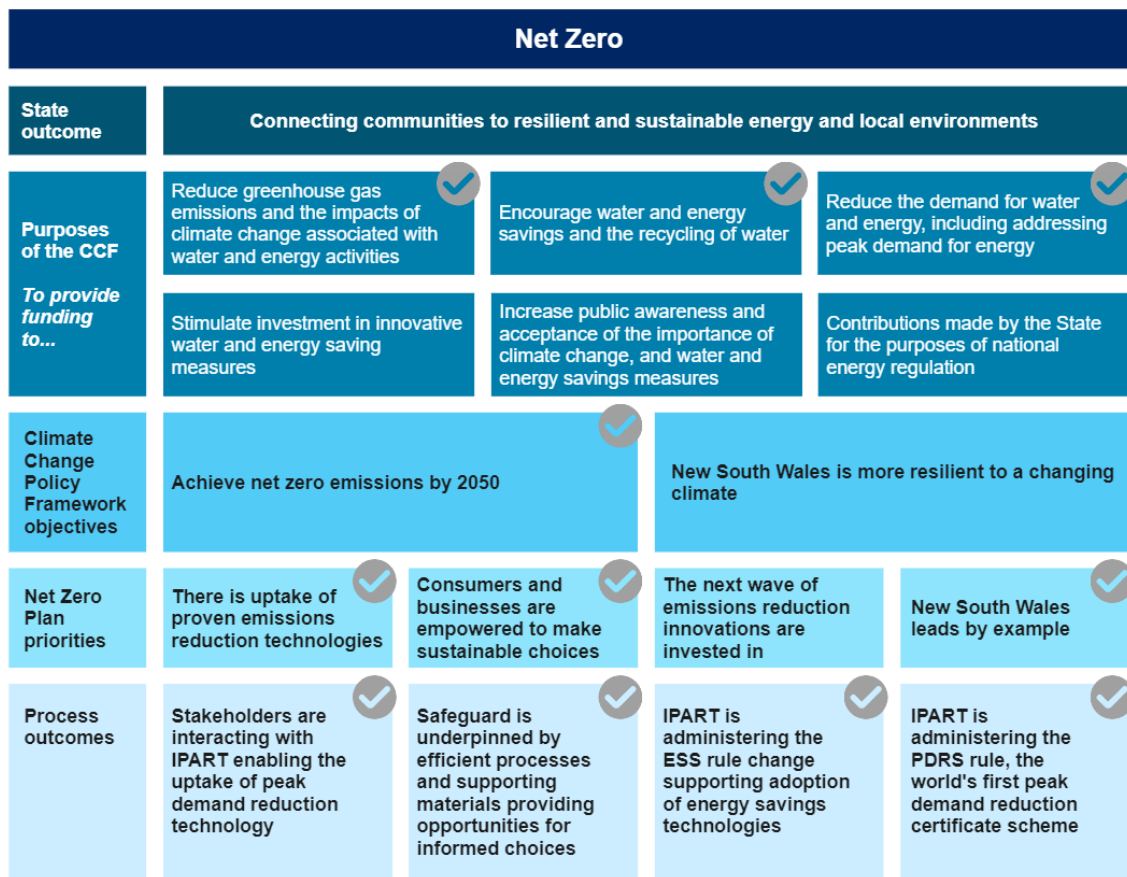 Net Zero
State
outcome
Connecting communities to resilient and sustainable energy and local environments
Purposes
of the CCF
To provide
funding
to...
Reduce greenhouse gas
emissions and the impacts of
climate change associated with
water and energy activities
Encourage water and energy
savings and the recycling of water
Reduce the demand for water
and energy, including addressing
peak demand for energy
Stimulate investment in innovative
water and energy saving
measures
Increase public awareness and
acceptance of the importance of
climate change, and water and
energy savings measures
Contributions made by the State
for the purposes of national
energy regulation
Climate
Change
Policy
Framework
objectives
Achieve net zero emissions by 2050
New South Wales is more resilient to a changing
climate
Net Zero
Plan
priorities
There is uptake of
proven emissions
reduction technologies
Consumers and
businesses are
empowered to make
sustainable choices
The next wave of
emissions reduction
innovations are
invested in
New South Wales
leads by example
Process
outcomes
Stakeholders are
interacting with
IPART enabling the
uptake of peak
demand reduction
technology
Safeguard is
underpinned by
efficient processes
and supporting
materials providing
opportunities for
informed choices
IPART is
administering the
ESS rule change
supporting adoption
of energy savings
technologies
IPART is
administering the
PDRS rule, the
world's first peak
demand reduction
certificate scheme